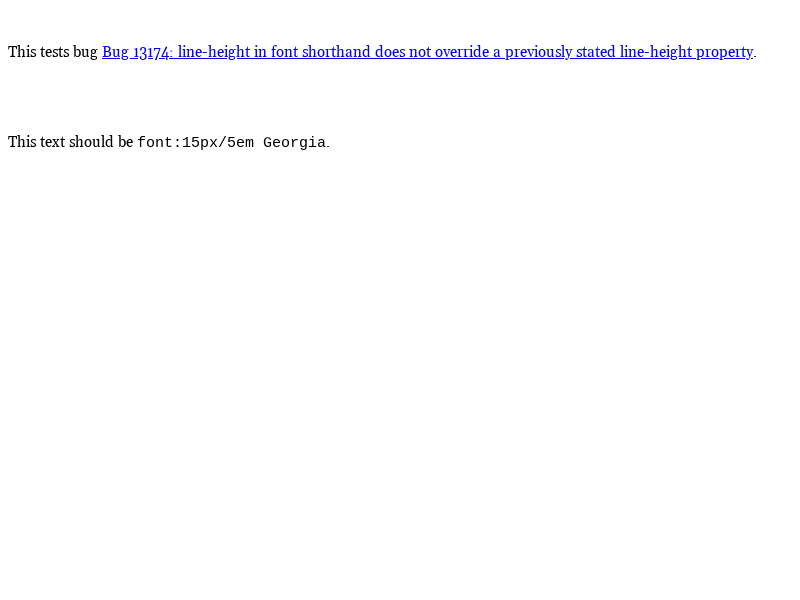 This tests bug Bug 13174: line-height in font shorthand does not override a previously stated line-height property.
This text should be font:15px/5em Georgia.